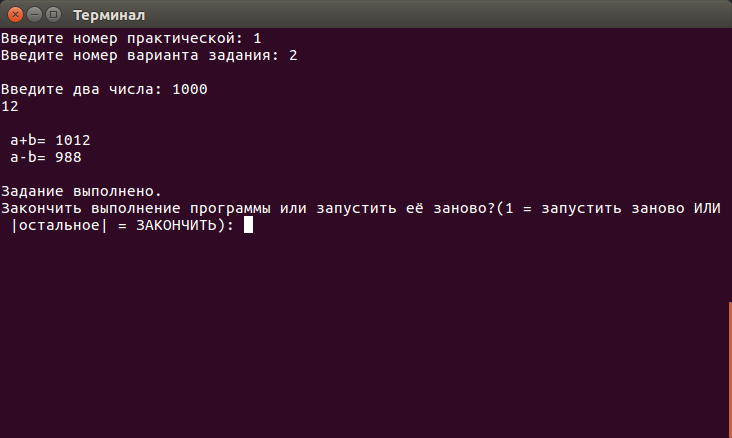 Терминал
Введите номер практической: 1
Введите номер варианта задания: 2
Введите два числа: 1000
12
a+b= 1012
a-b= 988
Задание выполнено.
Закончить выполнение программы или запустить её заново?(1 = запустить заново ИЛИ
|остальное| = ЗАКОНЧИТЬ):